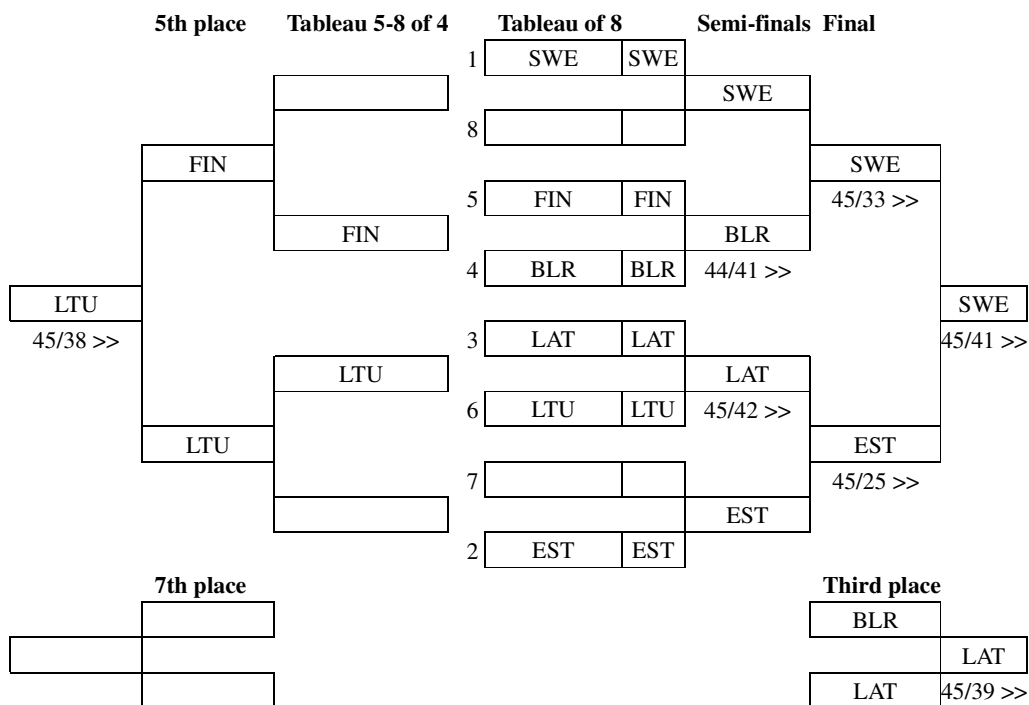 5th place Tableau 5-8 of 4 Tableau of 8 Semi-finals Final
1 SWE SWE
SWE
8
FIN SWE
5 FIN FIN 45/33 >>
FIN BLR
4 BLR BLR 44/41 >>
LTU SWE
45/38 >> 3 LAT LAT 45/41 >>
LTU LAT
6 LTU LTU 45/42 >>
LTU EST
7 45/25 >>
EST
2 EST EST
7th place Third place
BLR
LAT
LAT 45/39 >>